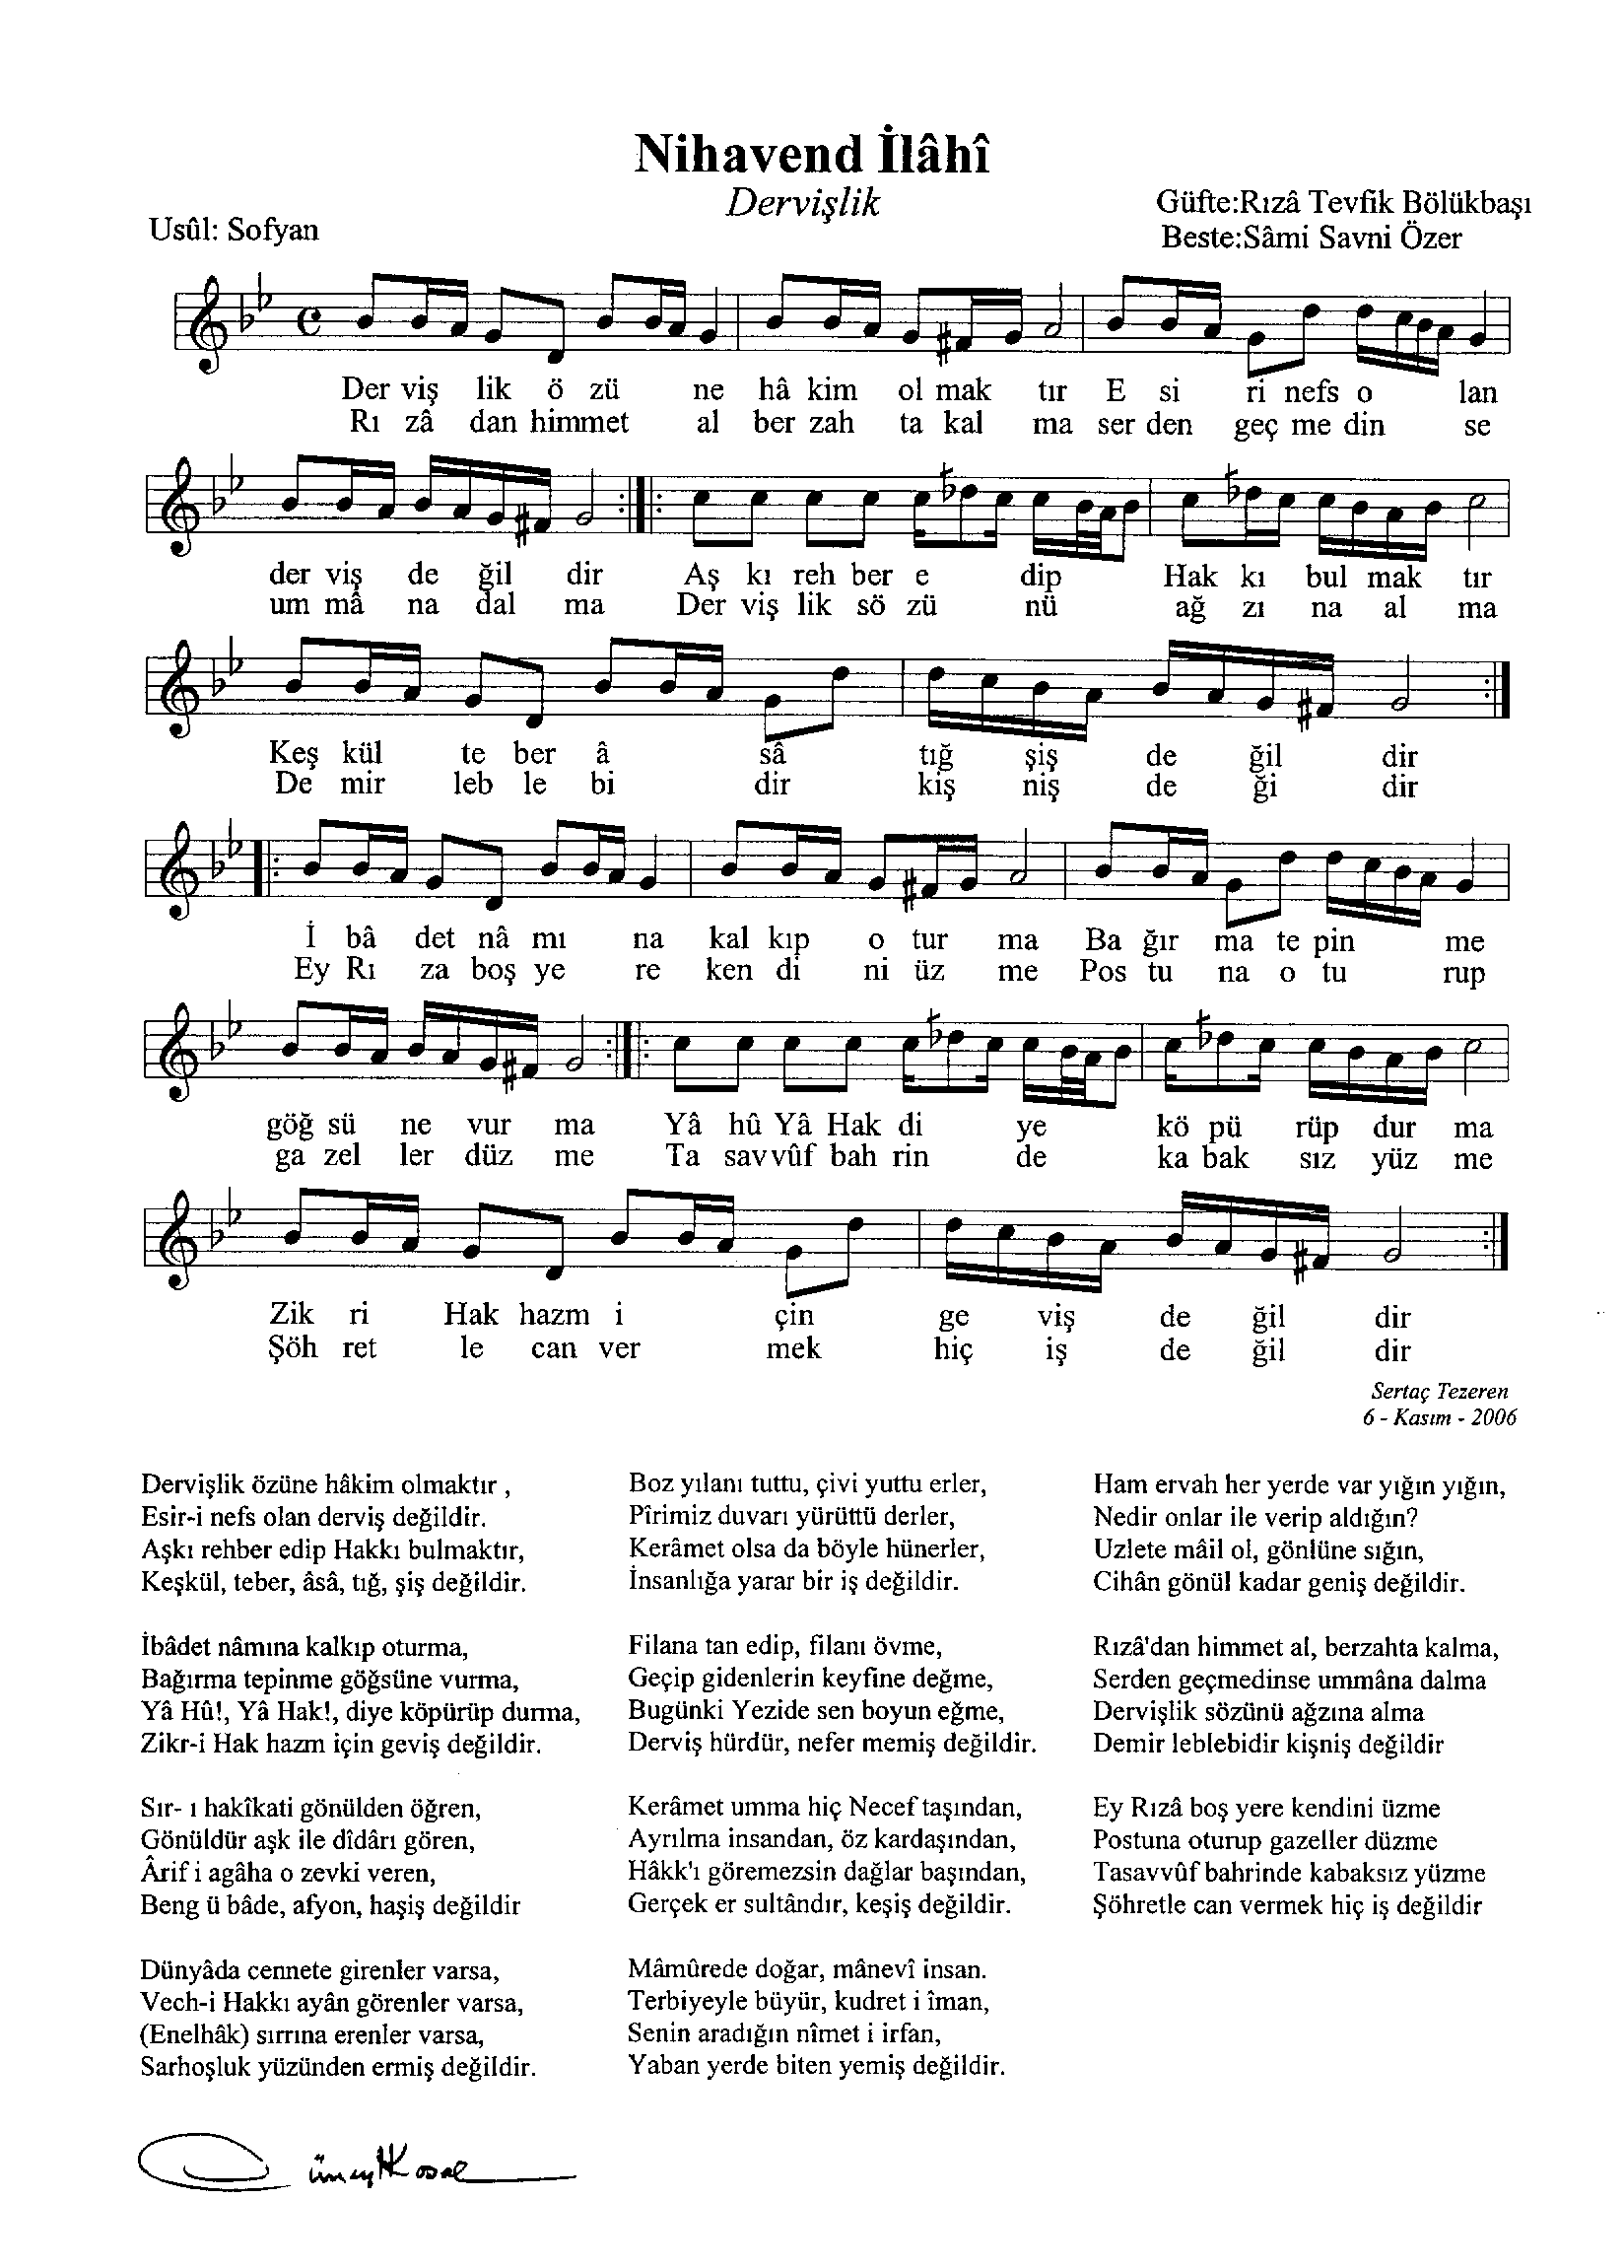 Nihavend İlâhî
Dervişlik
Usûl: Sofyan
Güfte:Rızâ Tevfik Bölükbaşı
Beste:Sâmi Savni Özer
Der viş lik ö zü ne hâ kim ol mak tır E si ri nefs o lan
Rı zâ dan himmet al ber zah ta kal ma ser den geç me din se
der viş de ğil dir Aş kı reh ber e dip Hak kı bul mak tır
um mâ na dal ma Der viş lik sö zü nü ağ zı na al ma
Keş kül te ber â sâ tığ şiş de ğil dir
De mir leb le bi dir kiş niş de ği dir
İ bâ det nâ mı na kal kıp o tur ma Ba ğır ma te pin me
Ey Rı za boş ye re ken di ni üz me Pos tu na o tu rup
göğ sü ne vur ma Yâ hû Yâ Hak di ye kö pü rüp dur ma
ga zel ler düz me Ta sav vûf bah rin de ka bak sız yüz me
Zik ri Hak hazm i çin ge viş de ğil dir
Şöh ret le can ver mek hiç iş de ğil dir
Sertaç Tezeren
6 - Kasım - 2006
Dervişlik özüne hâkim olmaktır ,
Esir-i nefs olan derviş değildir.
Aşkı rehber edip Hakkı bulmaktır,
Keşkül, teber, âsâ, tığ, şiş değildir.
İbâdet nâmına kalkıp oturma,
Bağırma tepinme göğsüne vurma,
Yâ Hû!, Yâ Hak!, diye köpürüp durma,
Zikr-i Hak hazm için geviş değildir.
Sır- ı hakîkati gönülden öğren,
Gönüldür aşk ile dîdârı gören,
Ârif i agâha o zevki veren,
Beng ü bâde, afyon, haşiş değildir
Dünyâda cennete girenler varsa,
Vech-i Hakkı ayân görenler varsa,
(Enelhâk) sırrına erenler varsa,
Sarhoşluk yüzünden ermiş değildir.
Boz yılanı tuttu, çivi yuttu erler,
Pîrimiz duvarı yürüttü derler,
Kerâmet olsa da böyle hünerler,
İnsanlığa yarar bir iş değildir.
Filana tan edip, filanı övme,
Geçip gidenlerin keyfine değme,
Bugünki Yezide sen boyun eğme,
Derviş hürdür, nefer memiş değildir.
Kerâmet umma hiç Necef taşından,
Ayrılma insandan, öz kardaşından,
Hâkk'ı göremezsin dağlar başından,
Gerçek er sultândır, keşiş değildir.
Mâmûrede doğar, mânevî insan.
Terbiyeyle büyür, kudret i îman,
Senin aradığın nîmet i irfan,
Yaban yerde biten yemiş değildir.
Ham ervah her yerde var yığın yığın,
Nedir onlar ile verip aldığın?
Uzlete mâil ol, gönlüne sığın,
Cihân gönül kadar geniş değildir.
Rızâ'dan himmet al, berzahta kalma,
Serden geçmedinse ummâna dalma
Dervişlik sözünü ağzına alma
Demir leblebidir kişniş değildir
Ey Rızâ boş yere kendini üzme
Postuna oturup gazeller düzme
Tasavvûf bahrinde kabaksız yüzme
Şöhretle can vermek hiç iş değildir